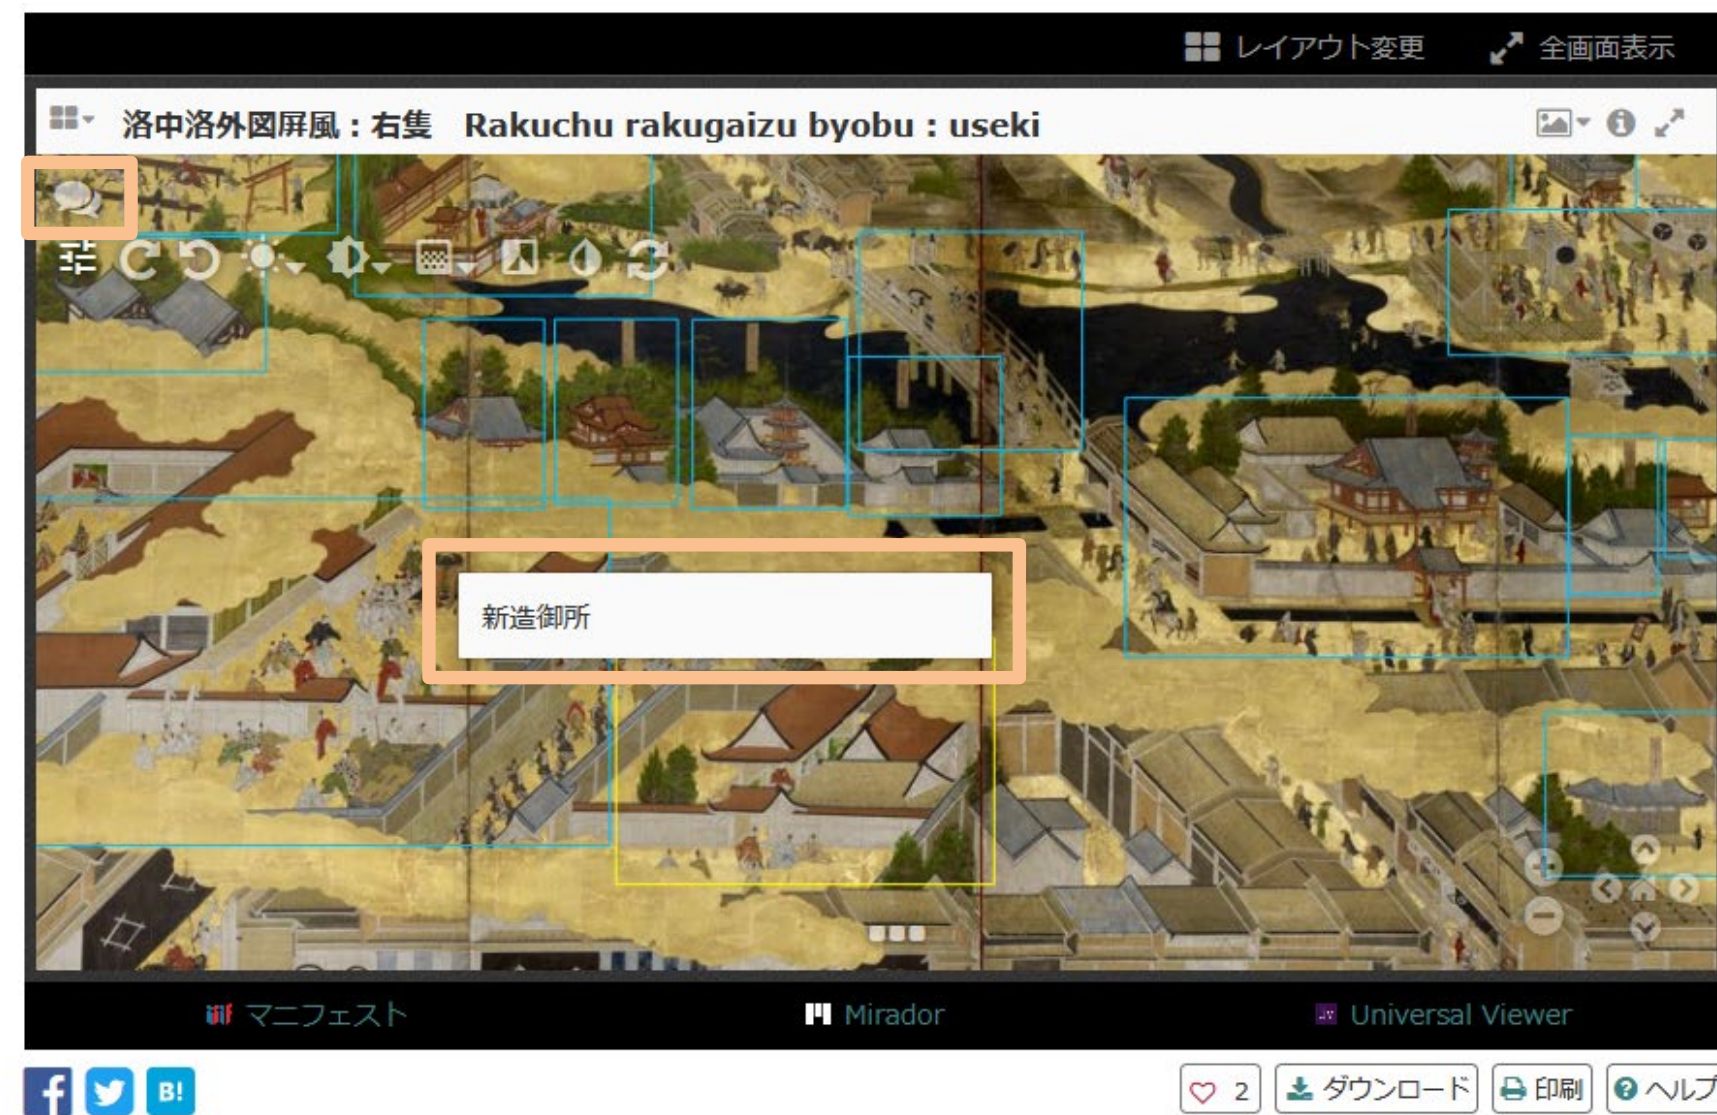 レイアウト変更 全画面表示
洛中洛外図屏風：右隻 Rakuchu rakugaizu byobu : useki
新造御所
マニフェスト Mirador Universal Viewer
B! 2 ダウンロード 印刷 ヘルプ